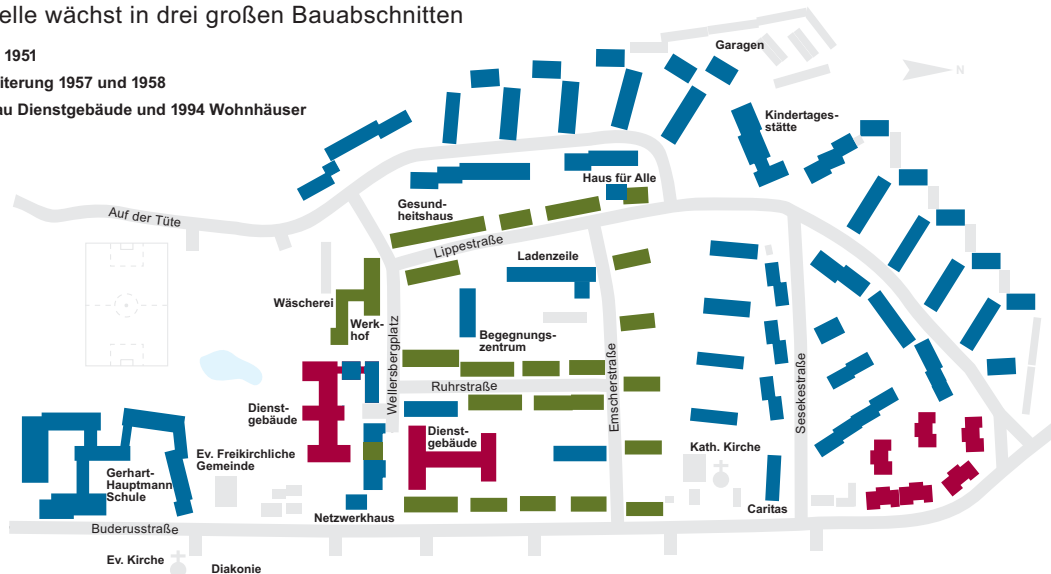 elle wächst in drei großen Bauabschnitten
1951
iterung 1957 und 1958
u Dienstgebäude und 1994 Wohnhäuser
Garagen
N
Kindertages-
stätte
Haus für Alle
Gesund-
heitshaus
Auf der Tüte
Lippestraße
Ladenzeile
Wäscherei
Werk-
hof
Wellersbergplatz
Begegnungs-
zentrum
Emscherstraße
Sesekestraße
Ruhrstraße
Dienst-
gebäude
Dienst-
gebäude
Kath. Kirche
Ev. Freikirchliche
Gemeinde
Gerhart-
Hauptmann
Schule
Netzwerkhaus
Caritas
Buderusstraße
Ev. Kirche
Diakonie